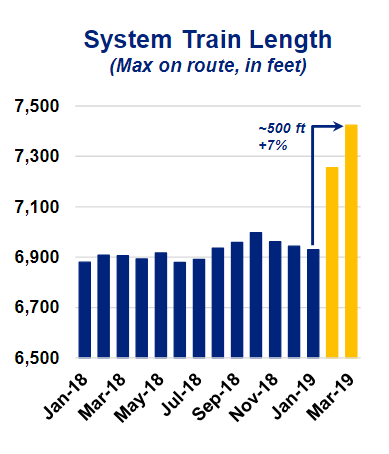 System Train Length
(Max on route, in feet)
7,500
~500 ft
+7%
7,300
7,100
6,900
6,700
6,500
Jan-18
Mar-18
May-18
Jul-18
Sep-18
Nov-18
Jan-19
Mar-19